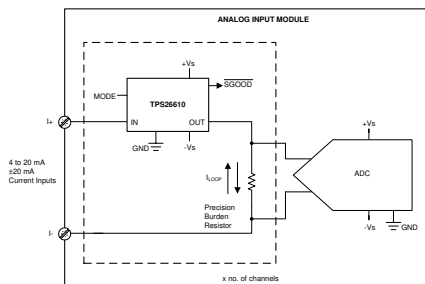 ANALOG INPUT MODULE
+Vs
SGOOD
MODE
TPS26610
I+
IN
OUT
GND
-Vs
+Vs
4 to 20 mA
±20 mA
Current Inputs
ILOOP
ADC
Precision
Burden
Resistor
-Vs
GND
I-
x no. of channels